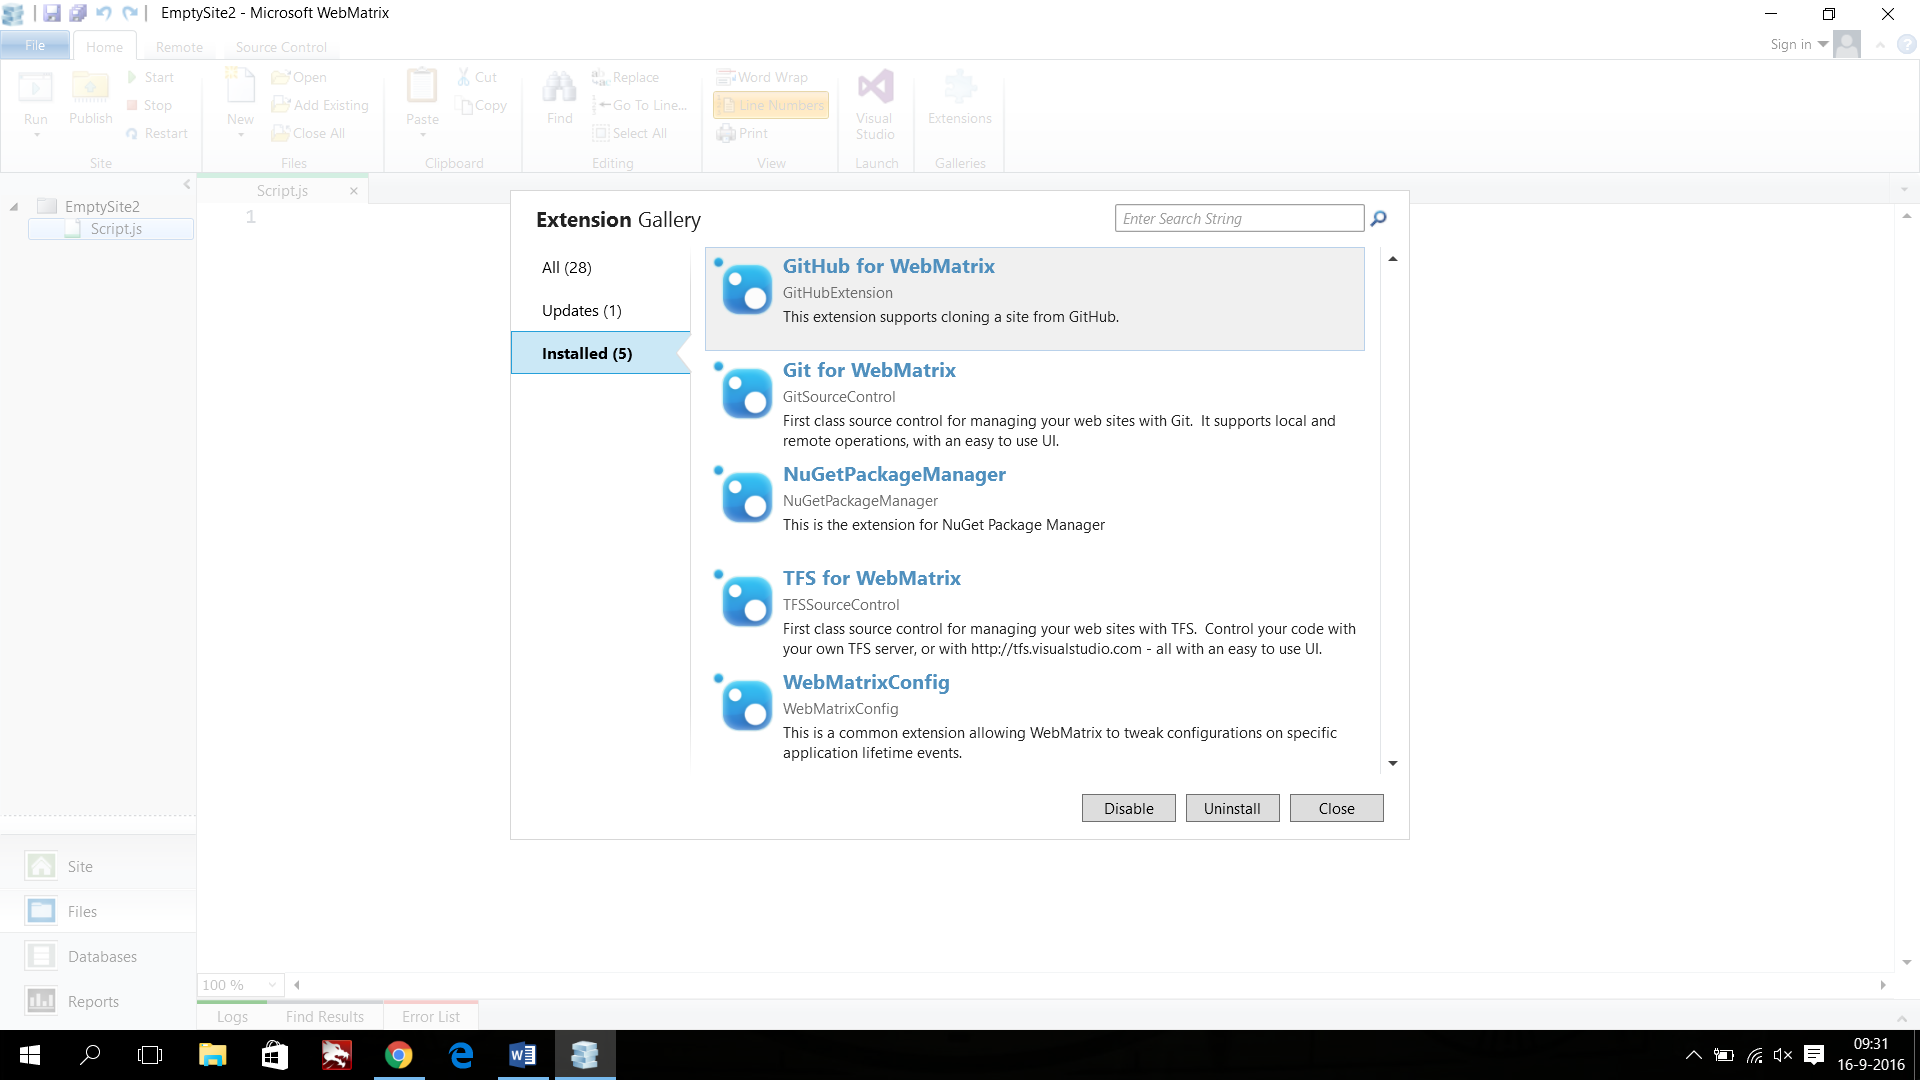 EmptySite2 - Microsoft WebMatrix
File
Home
Remote
Source Control
Sign in
Run
Publish
Start
Stop
Restart
Site
New
Open
Add Existing
Close All
Files
Paste
Cut
Copy
Clipboard
Find
Replace
Go To Line...
Select All
Editing
Word Wrap
Line Numbers
Print
View
Visual
Studio
Launch
Extensions
Galleries
EmptySite2
Script.js
Script.js
1
Extension Gallery
Enter Search String
All (28)
Updates (1)
Installed (5)
GitHub for WebMatrix
GitHubExtension
This extension supports cloning a site from GitHub.
Git for WebMatrix
GitSourceControl
First class source control for managing your web sites with Git.  It supports local and
remote operations, with an easy to use UI.
NuGetPackageManager
NuGetPackageManager
This is the extension for NuGet Package Manager
TFS for WebMatrix
TFSSourceControl
First class source control for managing your web sites with TFS.  Control your code with
your own TFS server, or with http://tfs.visualstudio.com - all with an easy to use UI.
WebMatrixConfig
WebMatrixConfig
This is a common extension allowing WebMatrix to tweak configurations on specific
application lifetime events.
Disable
Uninstall
Close
Site
Files
Databases
Reports
100 %
Logs
Find Results
Error List
09:31
16-9-2016